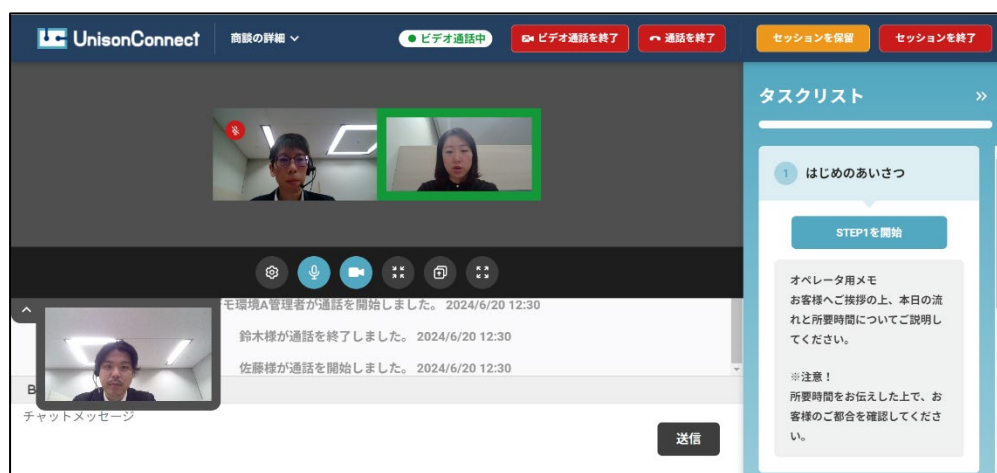 UnisonConnect
商談の詳細
ビデオ通話中
ビデオ通話を終了
通話を終了
セッションを保留
セッションを終了
モ環境A管理者が通話を開始しました。 2024/6/20 12:30
鈴木様が通話を終了しました。 2024/6/20 12:30
佐藤様が通話を開始しました。 2024/6/20 12:30
B
チャットメッセージ
送信
タスクリスト
1 はじめのあいさつ
STEP1を開始
オペレータ用メモ
お客様へご挨拶の上、本日の流
れと所要時間についてご説明し
てください。
※注意！
所要時間をお伝えした上で、お
客様のご都合を確認してくださ
い。